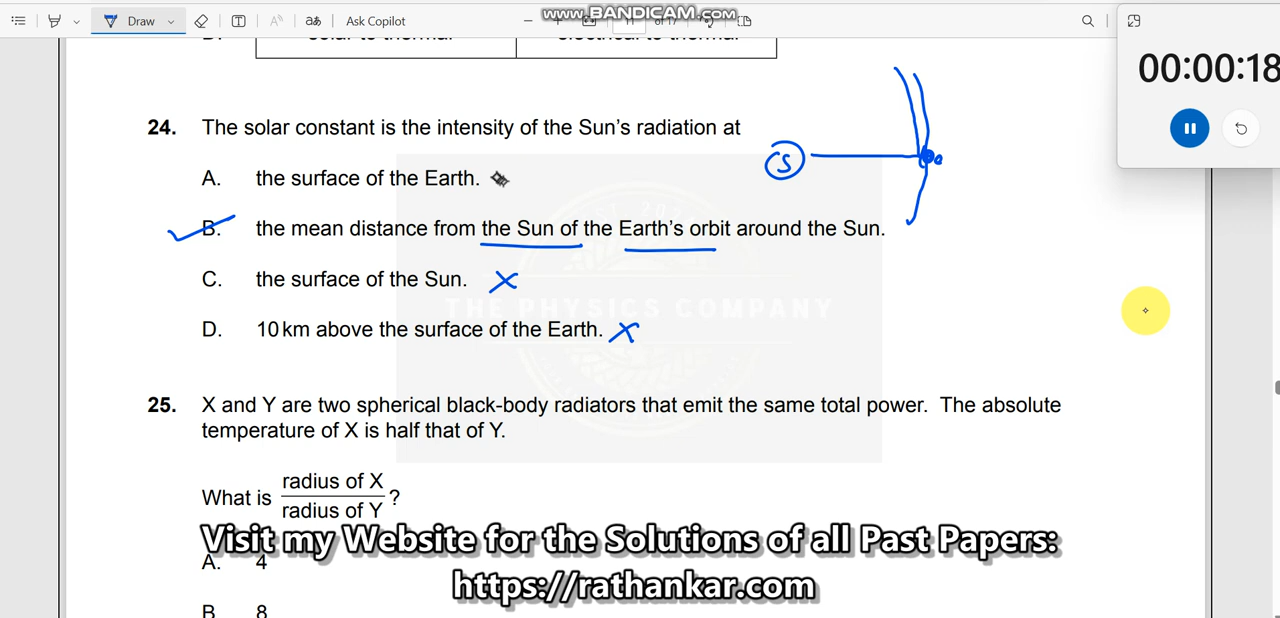 www.BANDICAM.com
Draw
Ask Copilot
of 17
00:00:18
24. The solar constant is the intensity of the Sun's radiation at
S
A. the surface of the Earth.
B. the mean distance from the Sun of the Earth's orbit around the Sun.
C. the surface of the Sun. x
THE PHYSICS COMPANY
D. 10 km above the surface of the Earth. x
25. X and Y are two spherical black-body radiators that emit the same total power. The absolute
temperature of X is half that of Y.
What is radius of X / radius of Y ?
Visit my Website for the Solutions of all Past Papers:
A. 4
https://rathankar.com
B 8